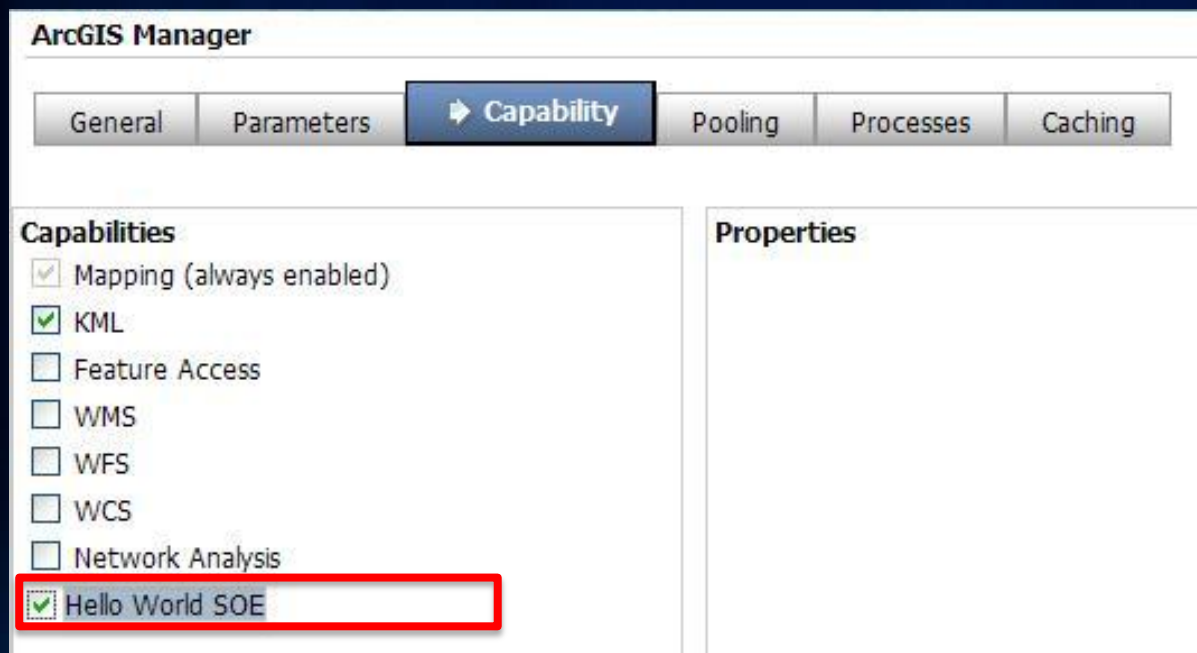 ArcGIS Manager
General Parameters Capability Pooling Processes Caching
Capabilities
Mapping (always enabled)
KML
Feature Access
WMS
WFS
WCS
Network Analysis
Hello World SOE
Properties